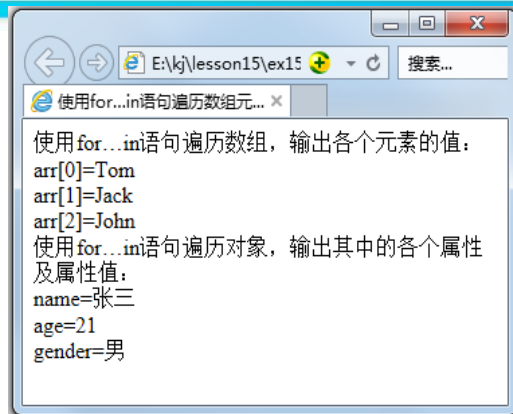 E:\kj\lesson15\ex15
搜索...
使用for...in语句遍历数组元...
使用for…in语句遍历数组，输出各个元素的值：
arr[0]=Tom
arr[1]=Jack
arr[2]=John
使用for…in语句遍历对象，输出其中的各个属性
及属性值：
name=张三
age=21
gender=男